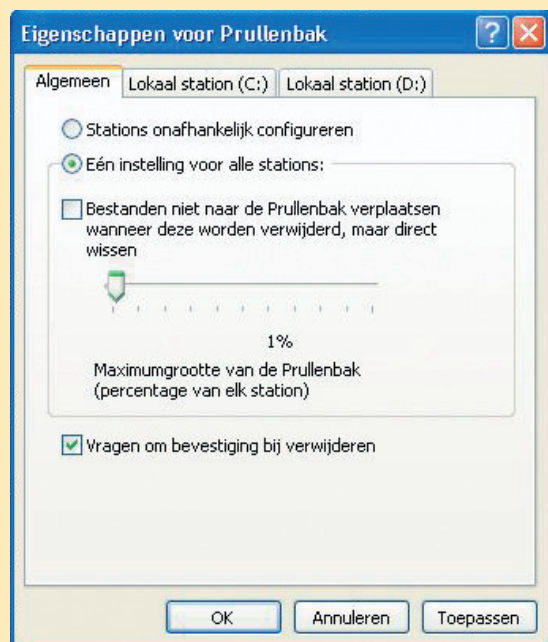 Eigenschappen voor Prullenbak
?
Algemeen
Lokaal station (C:)
Lokaal station (D:)
Stations onafhankelijk configureren
Eén instelling voor alle stations:
Bestanden niet naar de Prullenbak verplaatsen
wanneer deze worden verwijderd, maar direct
wissen
1%
Maximumgrootte van de Prullenbak
(percentage van elk station)
Vragen om bevestiging bij verwijderen
OK
Annuleren
Toepassen